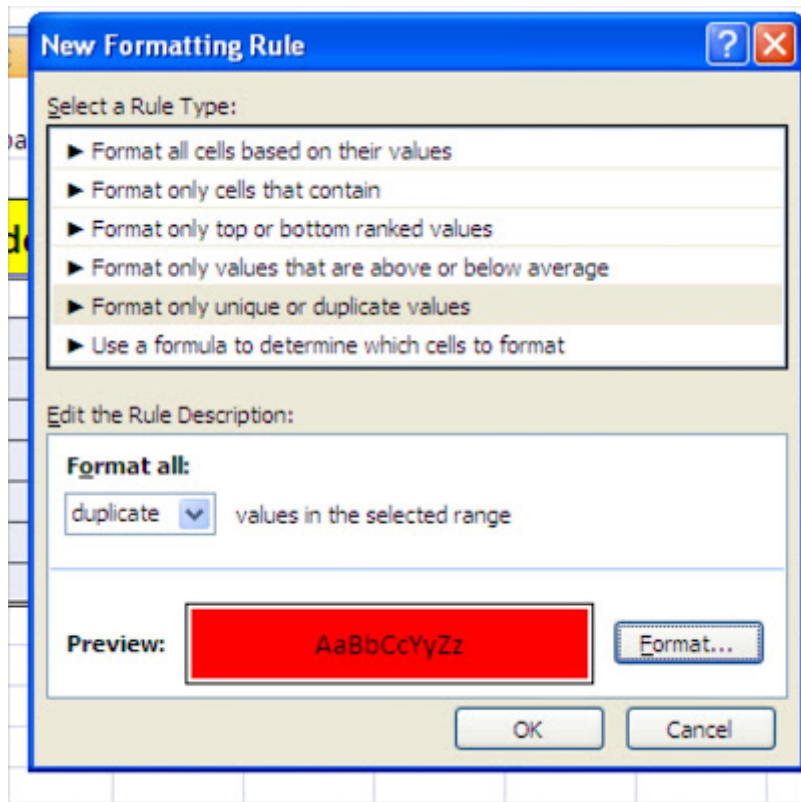 New Formatting Rule
Select a Rule Type:
► Format all cells based on their values
► Format only cells that contain
► Format only top or bottom ranked values
► Format only values that are above or below average
► Format only unique or duplicate values
► Use a formula to determine which cells to format
Edit the Rule Description:
Format all:
duplicate values in the selected range
Preview: AaBbCcYyZz Format...
OK Cancel